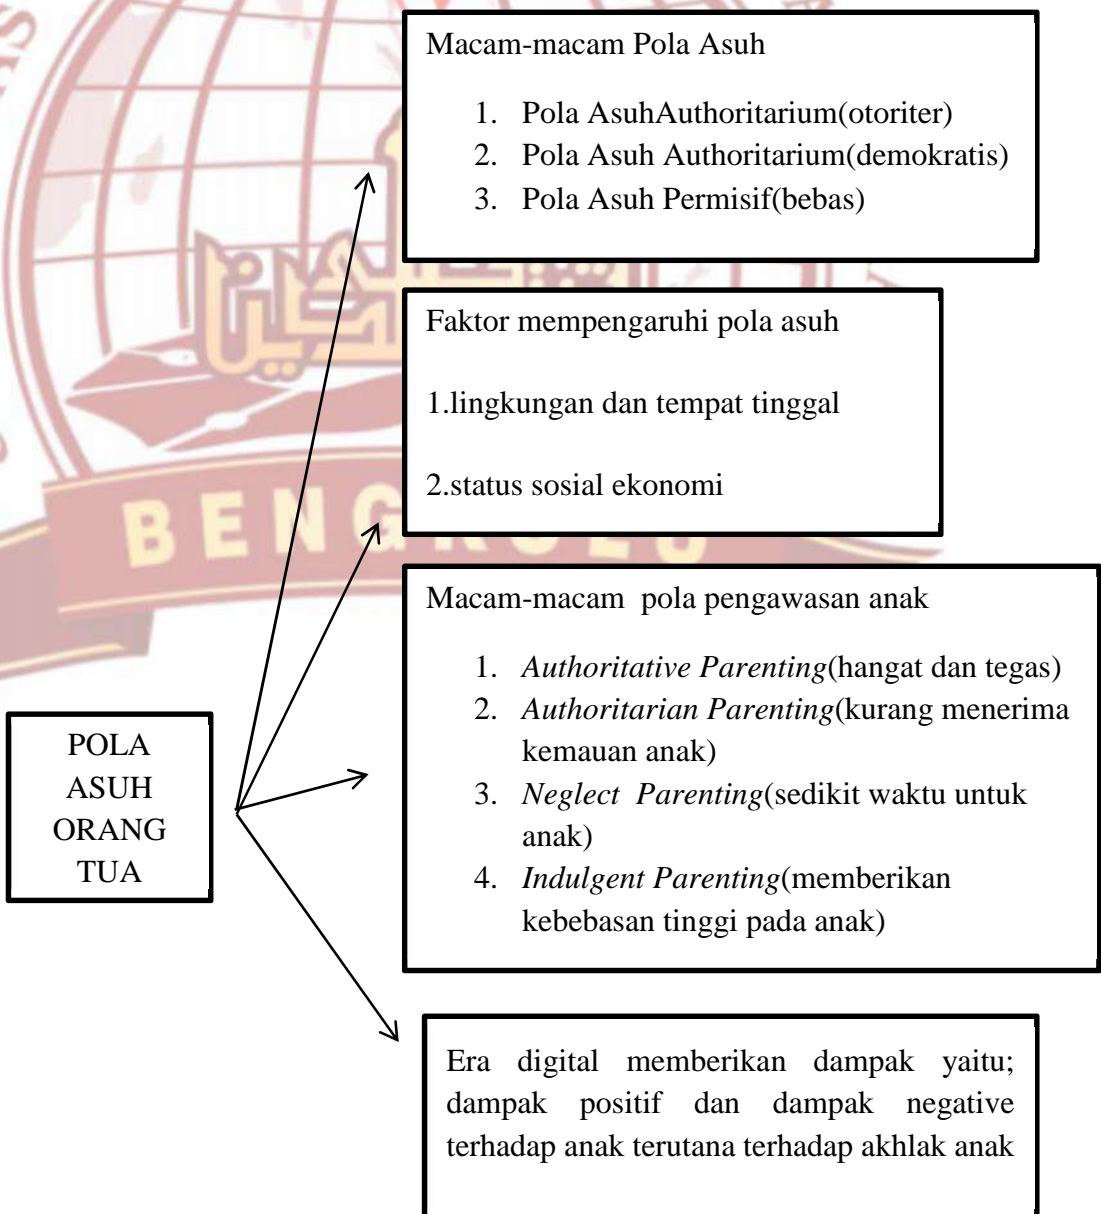 Macam-macam Pola Asuh
1. Pola AsuhAuthoritarium(otoriter)
2. Pola Asuh Authoritarium(demokratis)
3. Pola Asuh Permisif(bebas)
Faktor mempengaruhi pola asuh
1.lingkungan dan tempat tinggal
2.status sosial ekonomi
BENGKULU
Macam-macam pola pengawasan anak
1. Authoritative Parenting(hangat dan tegas)
2. Authoritarian Parenting(kurang menerima
kemauan anak)
3. Neglect Parenting(sedikit waktu untuk
anak)
4. Indulgent Parenting(memberikan
kebebasan tinggi pada anak)
POLA
ASUH
ORANG
TUA
Era digital memberikan dampak yaitu;
dampak positif dan dampak negative
terhadap anak terutana terhadap akhlak anak